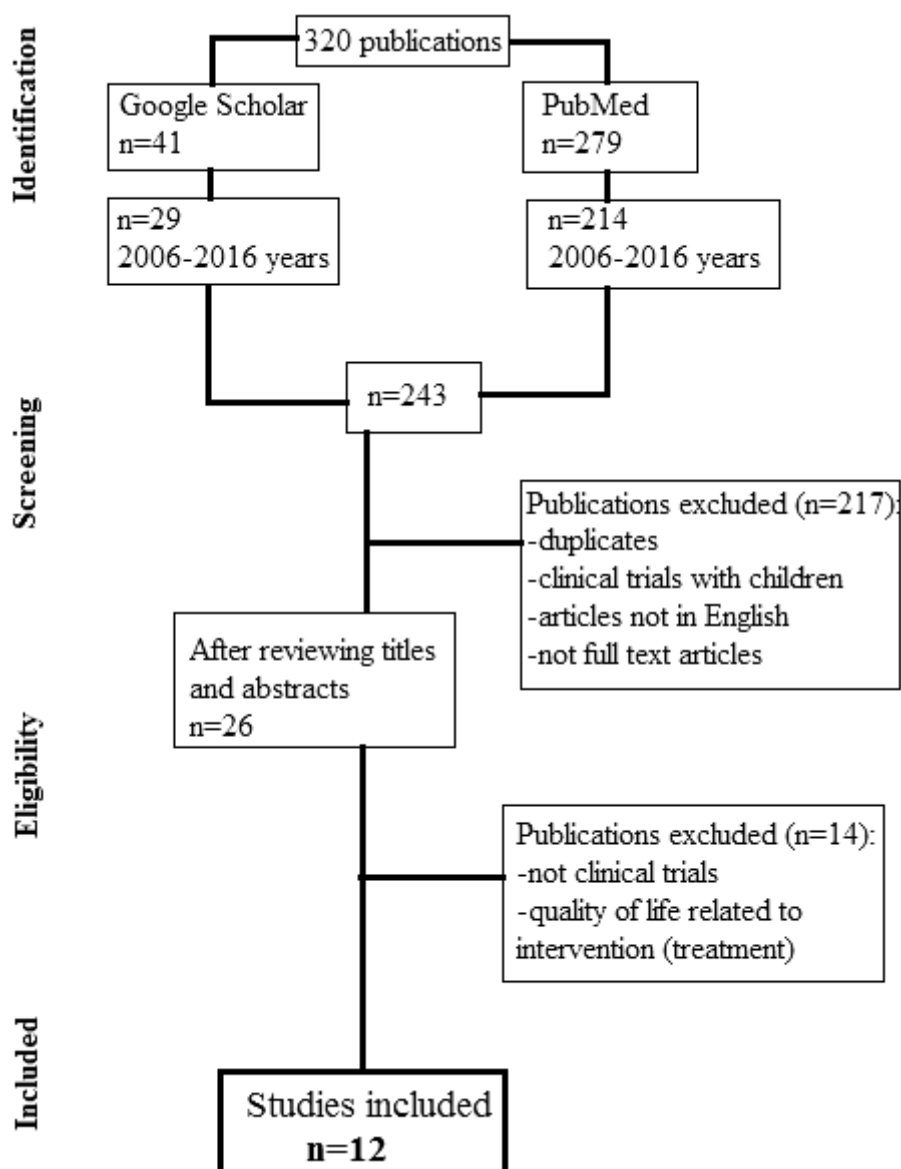 Identification
320 publications
Google Scholar
n=41
PubMed
n=279
n=29
2006-2016 years
n=214
2006-2016 years
Screening
n=243
Publications excluded (n=217):
-duplicates
-clinical trials with children
-articles not in English
-not full text articles
After reviewing titles
and abstracts
n=26
Eligibility
Publications excluded (n=14):
-not clinical trials
-quality of life related to
intervention (treatment)
Included
Studies included
n=12